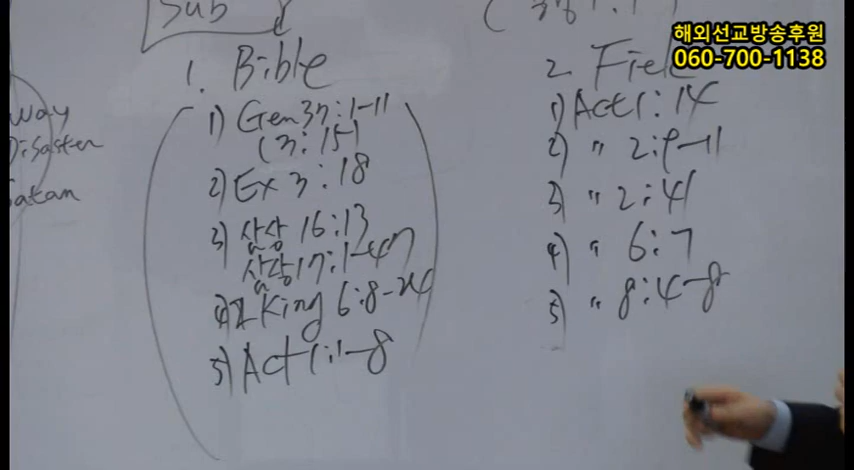 Sub
해외선교방송후원
060-700-1138
Way
Disaster
Satan
1. Bible
1) Gen 37:1-11
(3:15)
2) Ex 3:18
3) 삼상 16:13
삼상 17:1-47
4) II King 6:8-24
5) Act 1:1-8
2. Field
1) Act 1:14
2) " 2:9-11
3) " 2:41
4) " 6:7
5) " 8:4-8